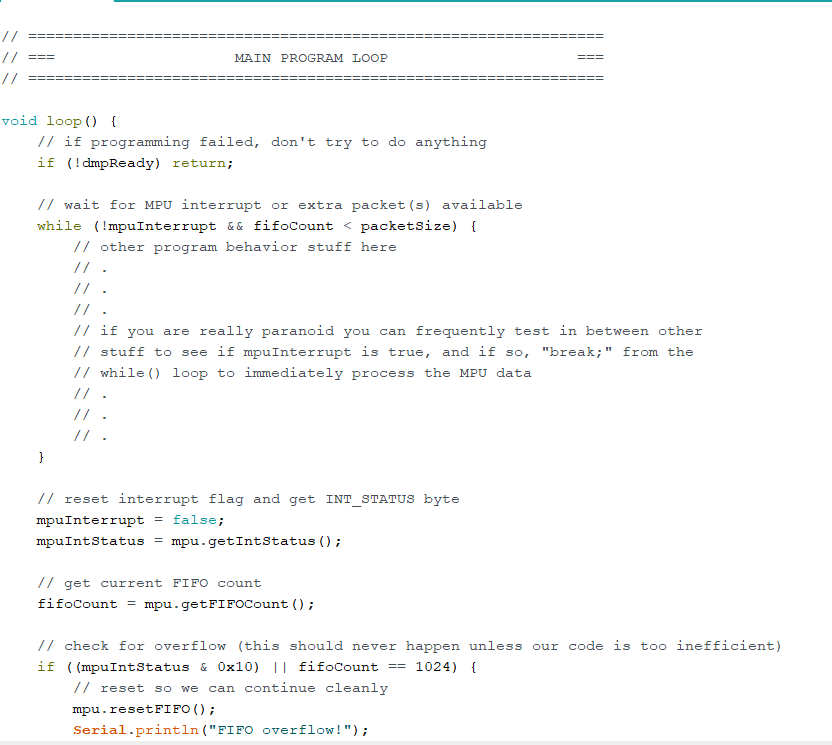 // ================================================================
// ===                    MAIN PROGRAM LOOP                     ===
// ================================================================
void loop() {
    // if programming failed, don't try to do anything
    if (!dmpReady) return;
    // wait for MPU interrupt or extra packet(s) available
    while (!mpuInterrupt && fifoCount < packetSize) {
        // other program behavior stuff here
        // .
        // .
        // .
        // if you are really paranoid you can frequently test in between other
        // stuff to see if mpuInterrupt is true, and if so, "break;" from the
        // while() loop to immediately process the MPU data
        // .
        // .
        // .
    }
    // reset interrupt flag and get INT_STATUS byte
    mpuInterrupt = false;
    mpuIntStatus = mpu.getIntStatus();
    // get current FIFO count
    fifoCount = mpu.getFIFOCount();
    // check for overflow (this should never happen unless our code is too inefficient)
    if ((mpuIntStatus & 0x10) || fifoCount == 1024) {
        // reset so we can continue cleanly
        mpu.resetFIFO();
        Serial.println("FIFO overflow!");